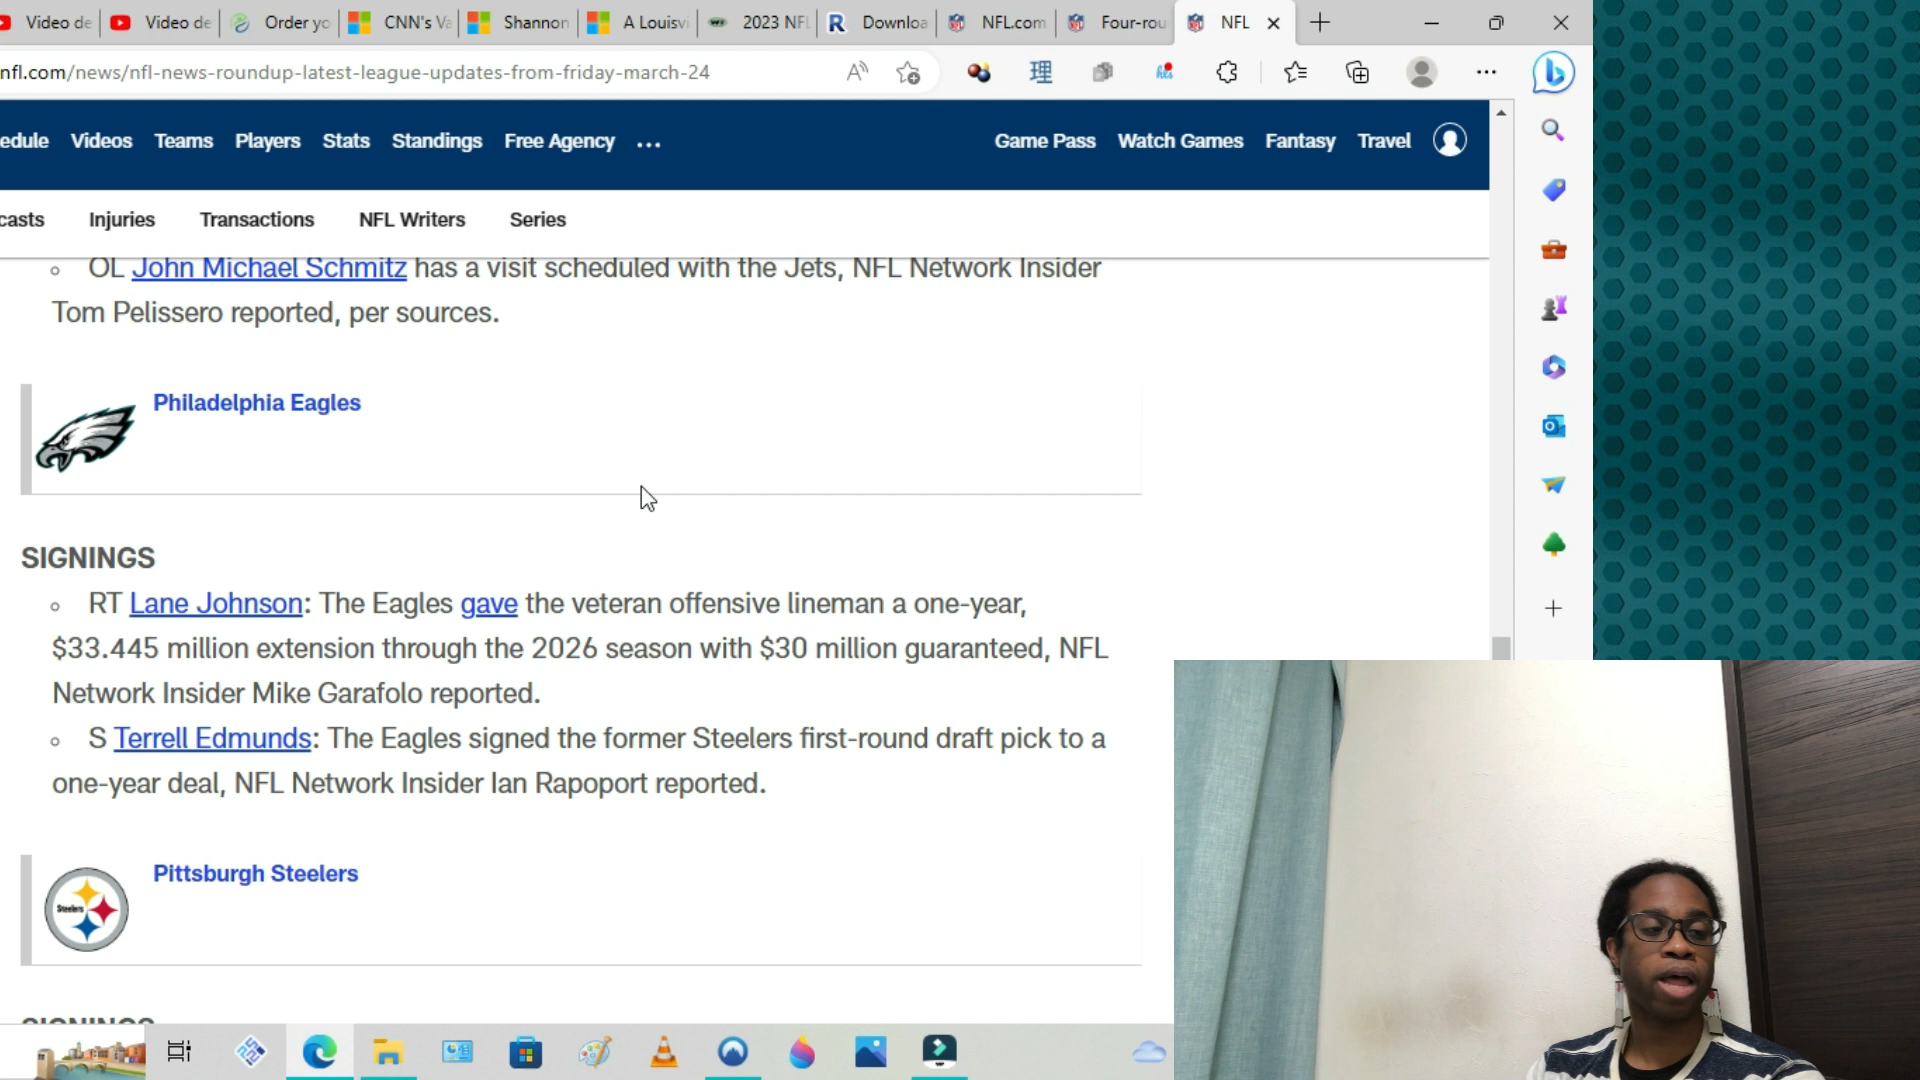 Video de
Video de
Order yo
CNN's Va
Shannon
A Louisvi
2023 NFL
Downloa
NFL.com
Four-rou
NFL
nfl.com/news/nfl-news-roundup-latest-league-updates-from-friday-march-24
edule Videos Teams Players Stats Standings Free Agency ... Game Pass Watch Games Fantasy Travel
casts Injuries Transactions NFL Writers Series
OL John Michael Schmitz has a visit scheduled with the Jets, NFL Network Insider
Tom Pelissero reported, per sources.
Philadelphia Eagles
SIGNINGS
RT Lane Johnson: The Eagles gave the veteran offensive lineman a one-year,
$33.445 million extension through the 2026 season with $30 million guaranteed, NFL
Network Insider Mike Garafolo reported.
S Terrell Edmunds: The Eagles signed the former Steelers first-round draft pick to a
one-year deal, NFL Network Insider Ian Rapoport reported.
Steelers
Pittsburgh Steelers
SIGNINGS